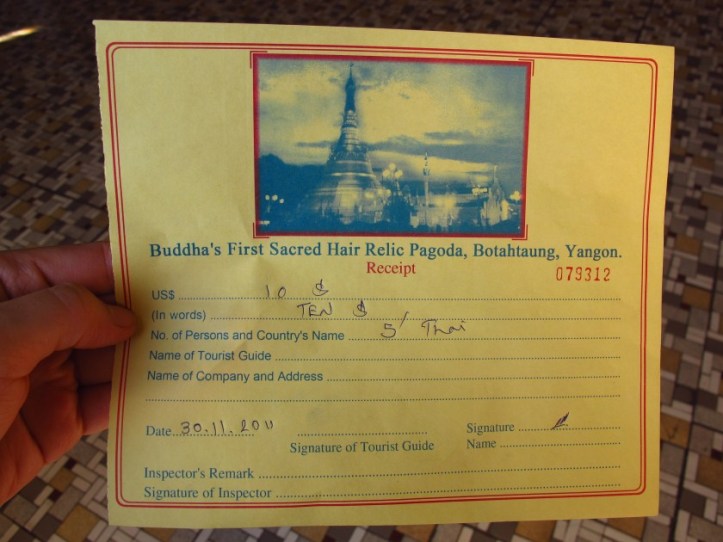 Buddha's First Sacred Hair Relic Pagoda, Botahtaung, Yangon.
Receipt 079312
US$ 10 $
(In words) TEN $
No. of Persons and Country's Name 5/ Thai
Name of Tourist Guide
Name of Company and Address
Date 30.11.2011 Signature
Signature of Tourist Guide Name
Inspector's Remark
Signature of Inspector